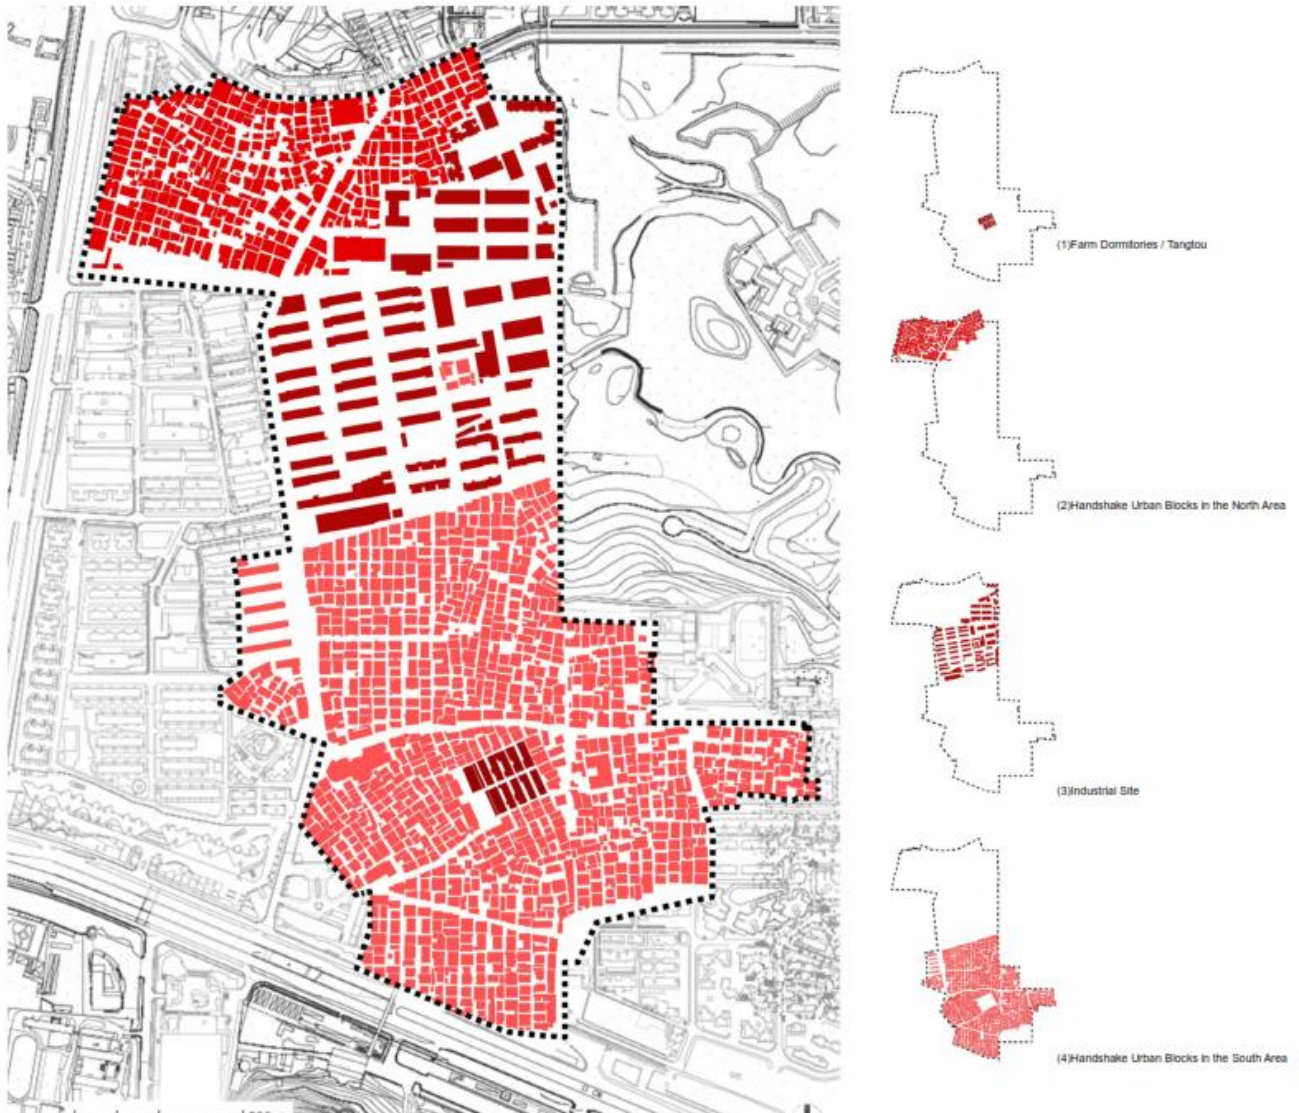 (1)Farm Dormitories / Tangtou
(2)Handshake Urban Blocks in the North Area
(3)Industrial Site
(4)Handshake Urban Blocks in the South Area